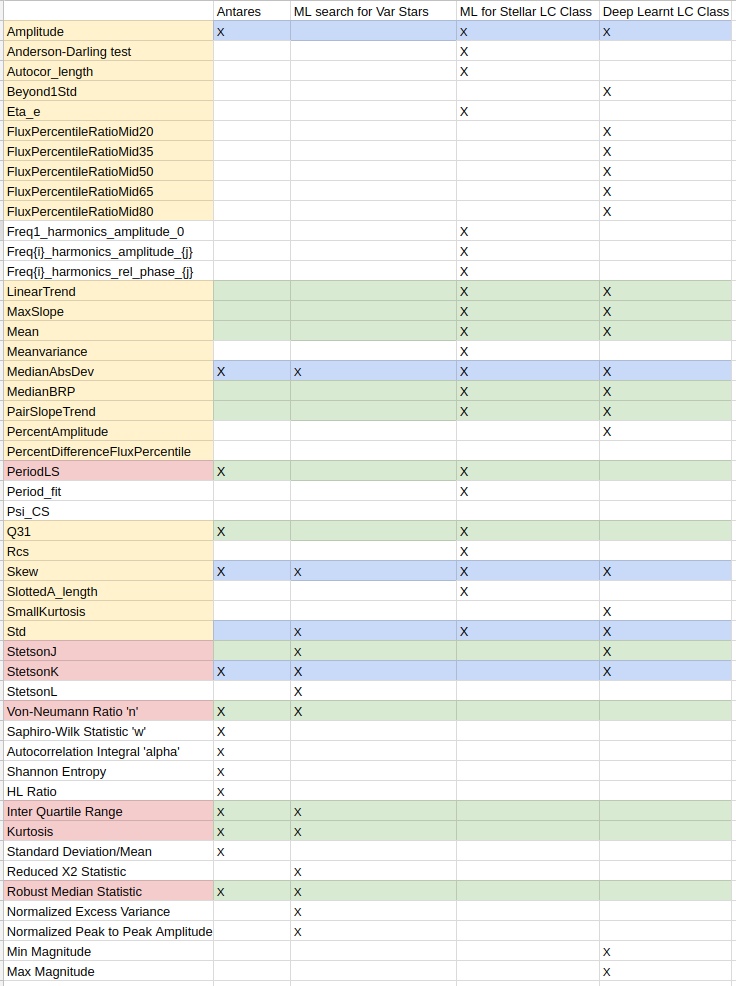 Antares ML search for Var Stars ML for Stellar LC Class Deep Learnt LC Class
Amplitude X X X
Anderson-Darling test X
Autocor_length X
Beyond1Std X
Eta_e X
FluxPercentileRatioMid20 X
FluxPercentileRatioMid35 X
FluxPercentileRatioMid50 X
FluxPercentileRatioMid65 X
FluxPercentileRatioMid80 X
Freq1_harmonics_amplitude_0 X
Freq{i}_harmonics_amplitude_{j} X
Freq{i}_harmonics_rel_phase_{j} X
LinearTrend X X
MaxSlope X X
Mean X X
Meanvariance X
MedianAbsDev X X X X
MedianBRP X X
PairSlopeTrend X X
PercentAmplitude X
PercentDifferenceFluxPercentile
PeriodLS X X
Period_fit X
Psi_CS
Q31 X X
Rcs X
Skew X X X X
SlottedA_length X
SmallKurtosis X
Std X X X
StetsonJ X X
StetsonK X X X
StetsonL X
Von-Neumann Ratio 'n' X X
Saphiro-Wilk Statistic 'w' X
Autocorrelation Integral 'alpha' X
Shannon Entropy X
HL Ratio X
Inter Quartile Range X X
Kurtosis X X
Standard Deviation/Mean X
Reduced X2 Statistic X
Robust Median Statistic X X
Normalized Excess Variance X
Normalized Peak to Peak Amplitude X
Min Magnitude X
Max Magnitude X